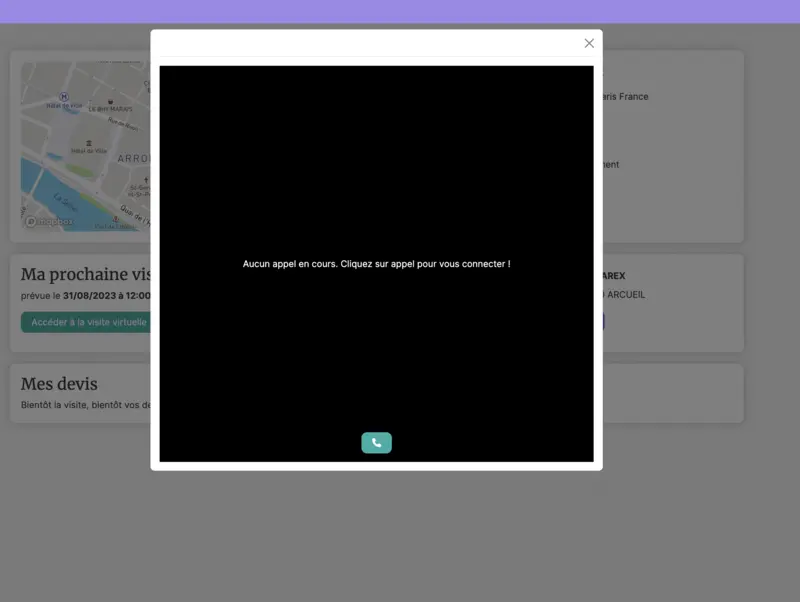 Hôtel de Ville
LE BHV MARAIS
Rue de Rivoli
Hôtel de Ville
ARRO
La Seine
Quai de l'H
mapbox
aris France
ment
Ma prochaine vis
prévue le 31/08/2023 à 12:00
Accéder à la visite virtuelle
AREX
ARCUEIL
Mes devis
Bientôt la visite, bientôt vos de
Aucun appel en cours. Cliquez sur appel pour vous connecter !